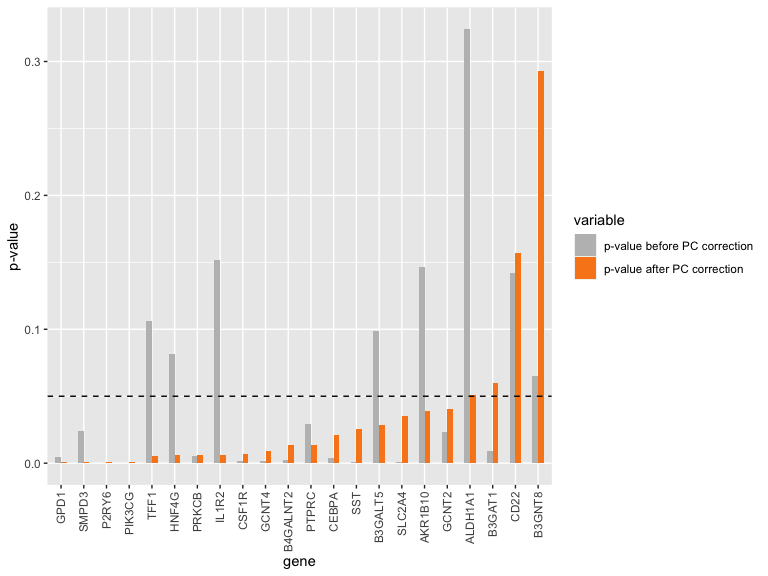 p-value
0.3
0.2
0.1
0.0
GPD1
SMPD3
P2RY6
PIK3CG
TFF1
HNF4G
PRKCB
IL1R2
CSF1R
GCNT4
B4GALNT2
PTPRC
CEBPA
SST
B3GALT5
SLC2A4
AKR1B10
GCNT2
ALDH1A1
B3GAT1
CD22
B3GNT8
gene
variable
p-value before PC correction
p-value after PC correction